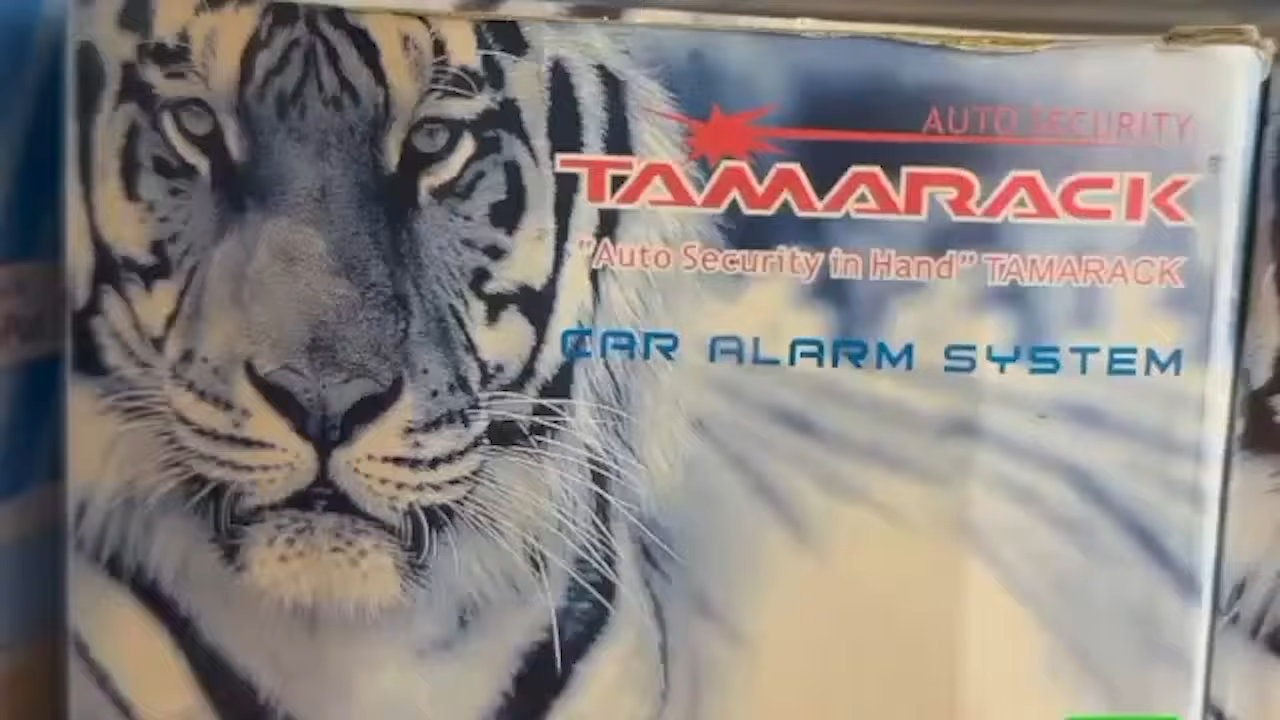 AUTO SECURITY
TAMARACK
"Auto Security in Hand" TAMARACK
CAR ALARM SYSTEM